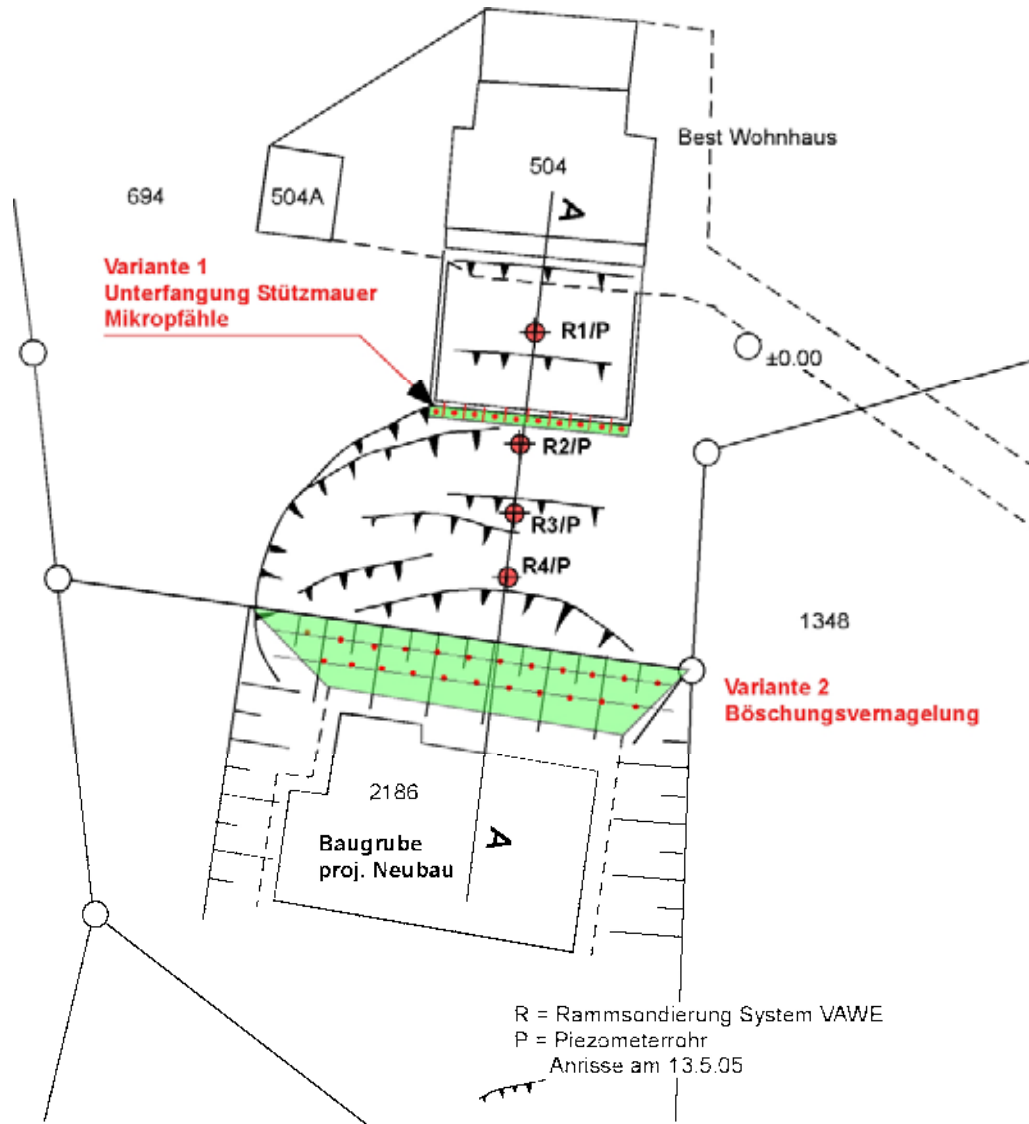 Best Wohnhaus
504
694
504A
A
Variante 1
Unterfangung Stützmauer
Mikropfähle
R1/P
±0.00
R2/P
R3/P
R4/P
1348
Variante 2
Böschungsvernagelung
2186
A
Baugrube
proj. Neubau
R = Rammsondierung System VAWE
P = Piezometerrohr
Anrisse am 13.5.05